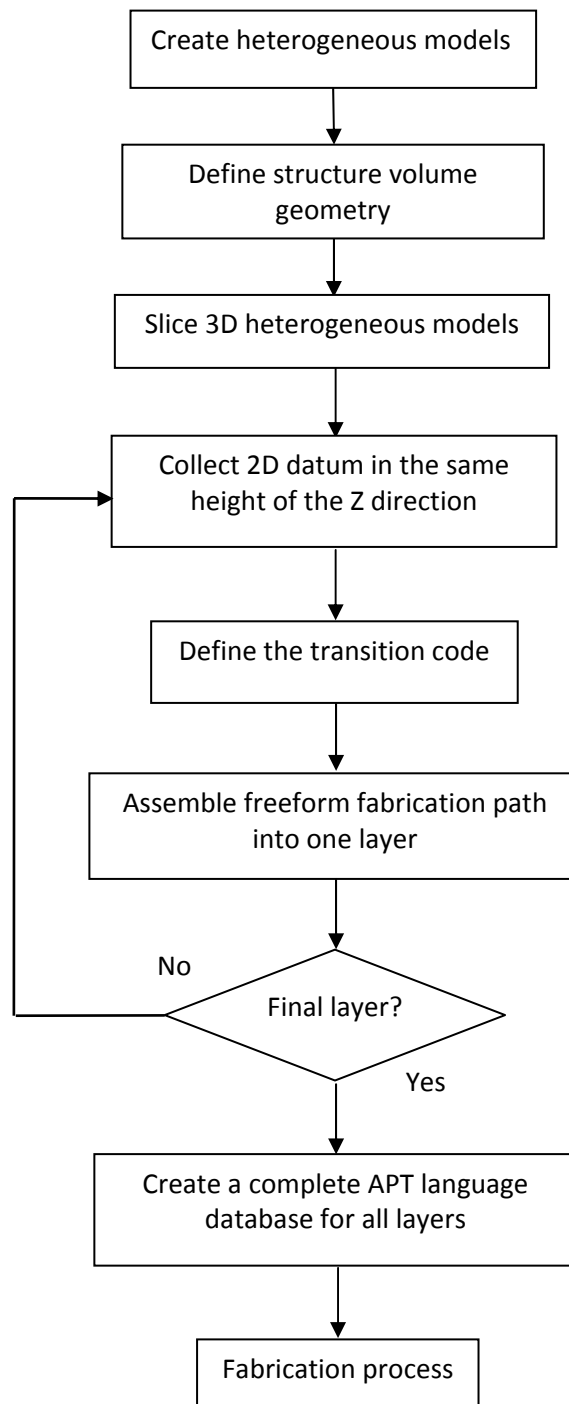 Create heterogeneous models
Define structure volume
geometry
Slice 3D heterogeneous models
Collect 2D datum in the same
height of the Z direction
Define the transition code
Assemble freeform fabrication path
into one layer
No
Final layer?
Yes
Create a complete APT language
database for all layers
Fabrication process